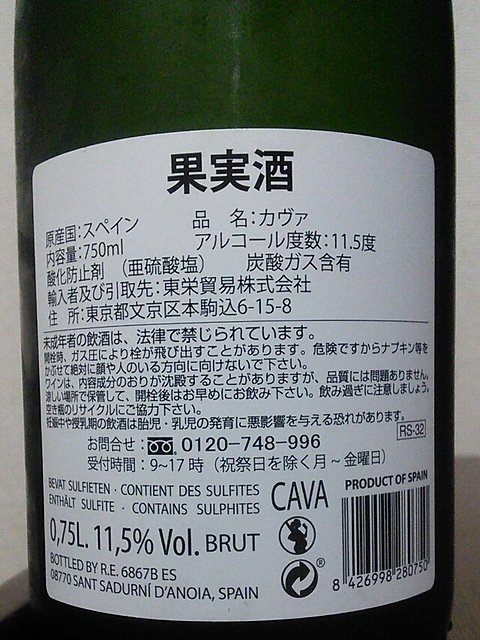 果実酒
原産国：スペイン 品 名：カヴァ
内容量：750ml アルコール度数：11.5度
酸化防止剤 （亜硫酸塩） 炭酸ガス含有
輸入者及び引取先：東栄貿易株式会社
住 所：東京都文京区本駒込6-15-8
未成年者の飲酒は、法律で禁じられています。
開栓時、ガス圧により栓が飛び出すことがあります。危険ですからナプキン等を
かぶせて絶対に顔や人のいる方向に向けないで下さい。
ワインは、内容成分のおりが沈殿することがありますが、品質には問題ありません。
涼しい場所で保管して、開栓後はお早めにお飲み下さい。飲み過ぎに注意しましょう。
空き瓶のリサイクルにご協力下さい。
妊娠中や授乳期の飲酒は胎児・乳児の発育に悪影響を与える恐れがあります。
RS-32
お問合せ： 0120-748-996
受付時間：9～17時（祝祭日を除く月～金曜日）
BEVAT SULFIETEN · CONTIENT DES SULFITES
ENTHÄLT SULFITE · CONTAINS SULPHITES
CAVA
PRODUCT OF SPAIN
0,75L. 11,5% Vol. BRUT
BOTTLED BY R.E. 6867B ES
08770 SANT SADURNÍ D'ANOIA, SPAIN
®
8 426998 280750